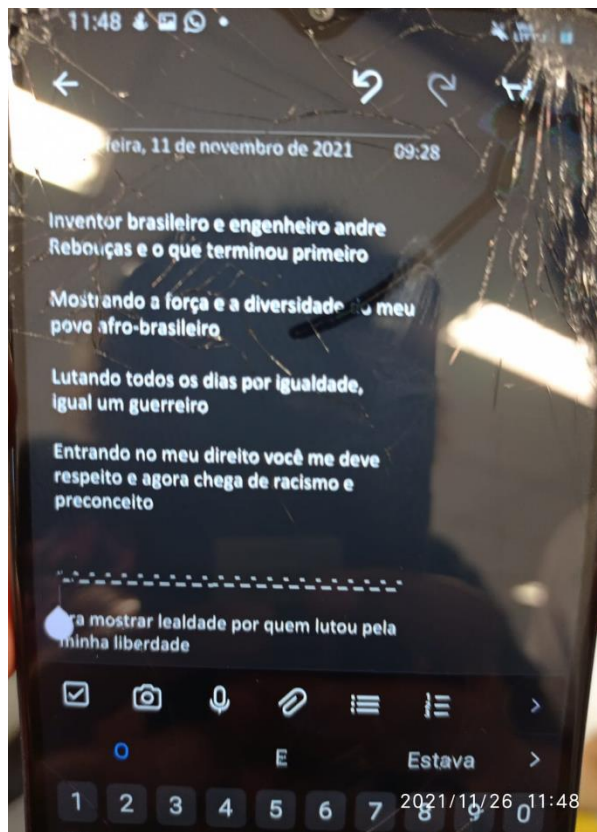 11:48
feira, 11 de novembro de 2021 09:28
Inventor brasileiro e engenheiro andre
Rebouças e o que terminou primeiro
Mostrando a força e a diversidade do meu
povo afro-brasileiro
Lutando todos os dias por igualdade,
igual um guerreiro
Entrando no meu direito você me deve
respeito e agora chega de racismo e
preconceito
ra mostrar lealdade por quem lutou pela
minha liberdade
O E Estava
1 2 3 4 5 6 7 8 9 0
2021/11/26 11:48